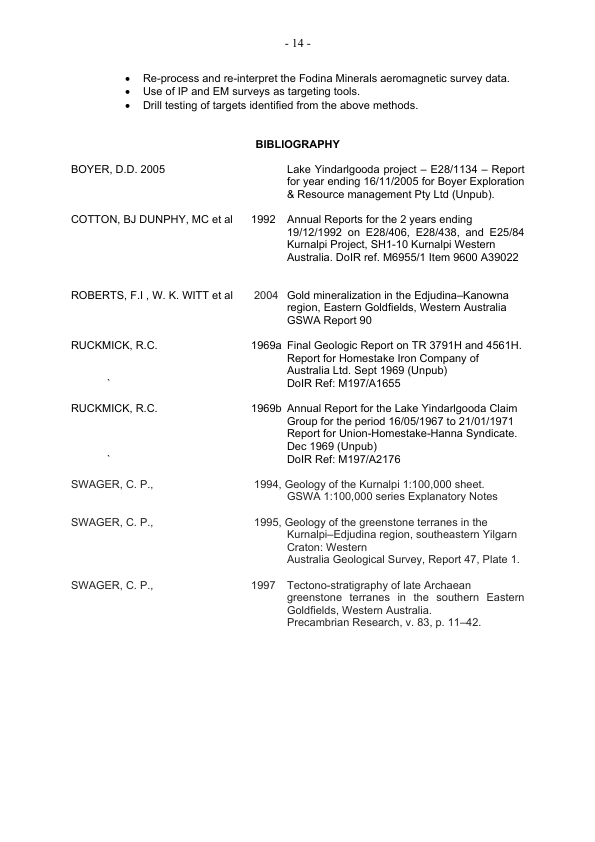 - 14 -
• Re-process and re-interpret the Fodina Minerals aeromagnetic survey data.
• Use of IP and EM surveys as targeting tools.
• Drill testing of targets identified from the above methods.
BIBLIOGRAPHY
BOYER, D.D. 2005 Lake Yindarlgooda project – E28/1134 – Report
for year ending 16/11/2005 for Boyer Exploration
& Resource management Pty Ltd (Unpub).
COTTON, BJ DUNPHY, MC et al 1992 Annual Reports for the 2 years ending
19/12/1992 on E28/406, E28/438, and E25/84
Kurnalpi Project, SH1-10 Kurnalpi Western
Australia. DoIR ref. M6955/1 Item 9600 A39022
ROBERTS, F.I , W. K. WITT et al 2004 Gold mineralization in the Edjudina–Kanowna
region, Eastern Goldfields, Western Australia
GSWA Report 90
RUCKMICK, R.C. 1969a Final Geologic Report on TR 3791H and 4561H.
Report for Homestake Iron Company of
Australia Ltd. Sept 1969 (Unpub)
` DoIR Ref: M197/A1655
RUCKMICK, R.C. 1969b Annual Report for the Lake Yindarlgooda Claim
Group for the period 16/05/1967 to 21/01/1971
Report for Union-Homestake-Hanna Syndicate.
Dec 1969 (Unpub)
` DoIR Ref: M197/A2176
SWAGER, C. P., 1994, Geology of the Kurnalpi 1:100,000 sheet.
GSWA 1:100,000 series Explanatory Notes
SWAGER, C. P., 1995, Geology of the greenstone terranes in the
Kurnalpi–Edjudina region, southeastern Yilgarn
Craton: Western
Australia Geological Survey, Report 47, Plate 1.
SWAGER, C. P., 1997 Tectono-stratigraphy of late Archaean
greenstone terranes in the southern Eastern
Goldfields, Western Australia.
Precambrian Research, v. 83, p. 11–42.